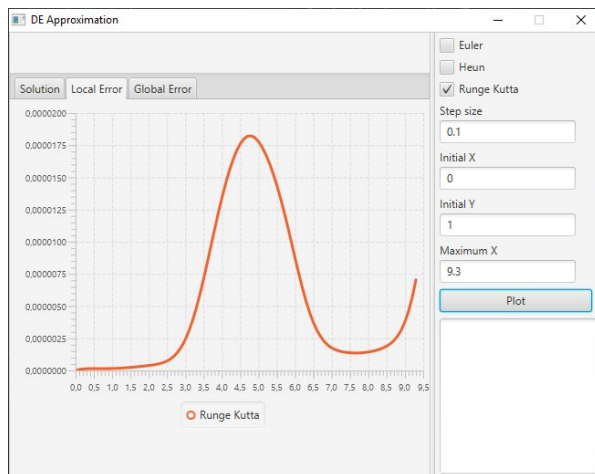 DE Approximation
Solution Local Error Global Error
0,0000200
0,0000175
0,0000150
0,0000125
0,0000100
0,0000075
0,0000050
0,0000025
0,0000000
0,0 0,5 1,0 1,5 2,0 2,5 3,0 3,5 4,0 4,5 5,0 5,5 6,0 6,5 7,0 7,5 8,0 8,5 9,0 9,5
Runge Kutta
Euler
Heun
Runge Kutta
Step size
0.1
Initial X
0
Initial Y
1
Maximum X
9.3
Plot